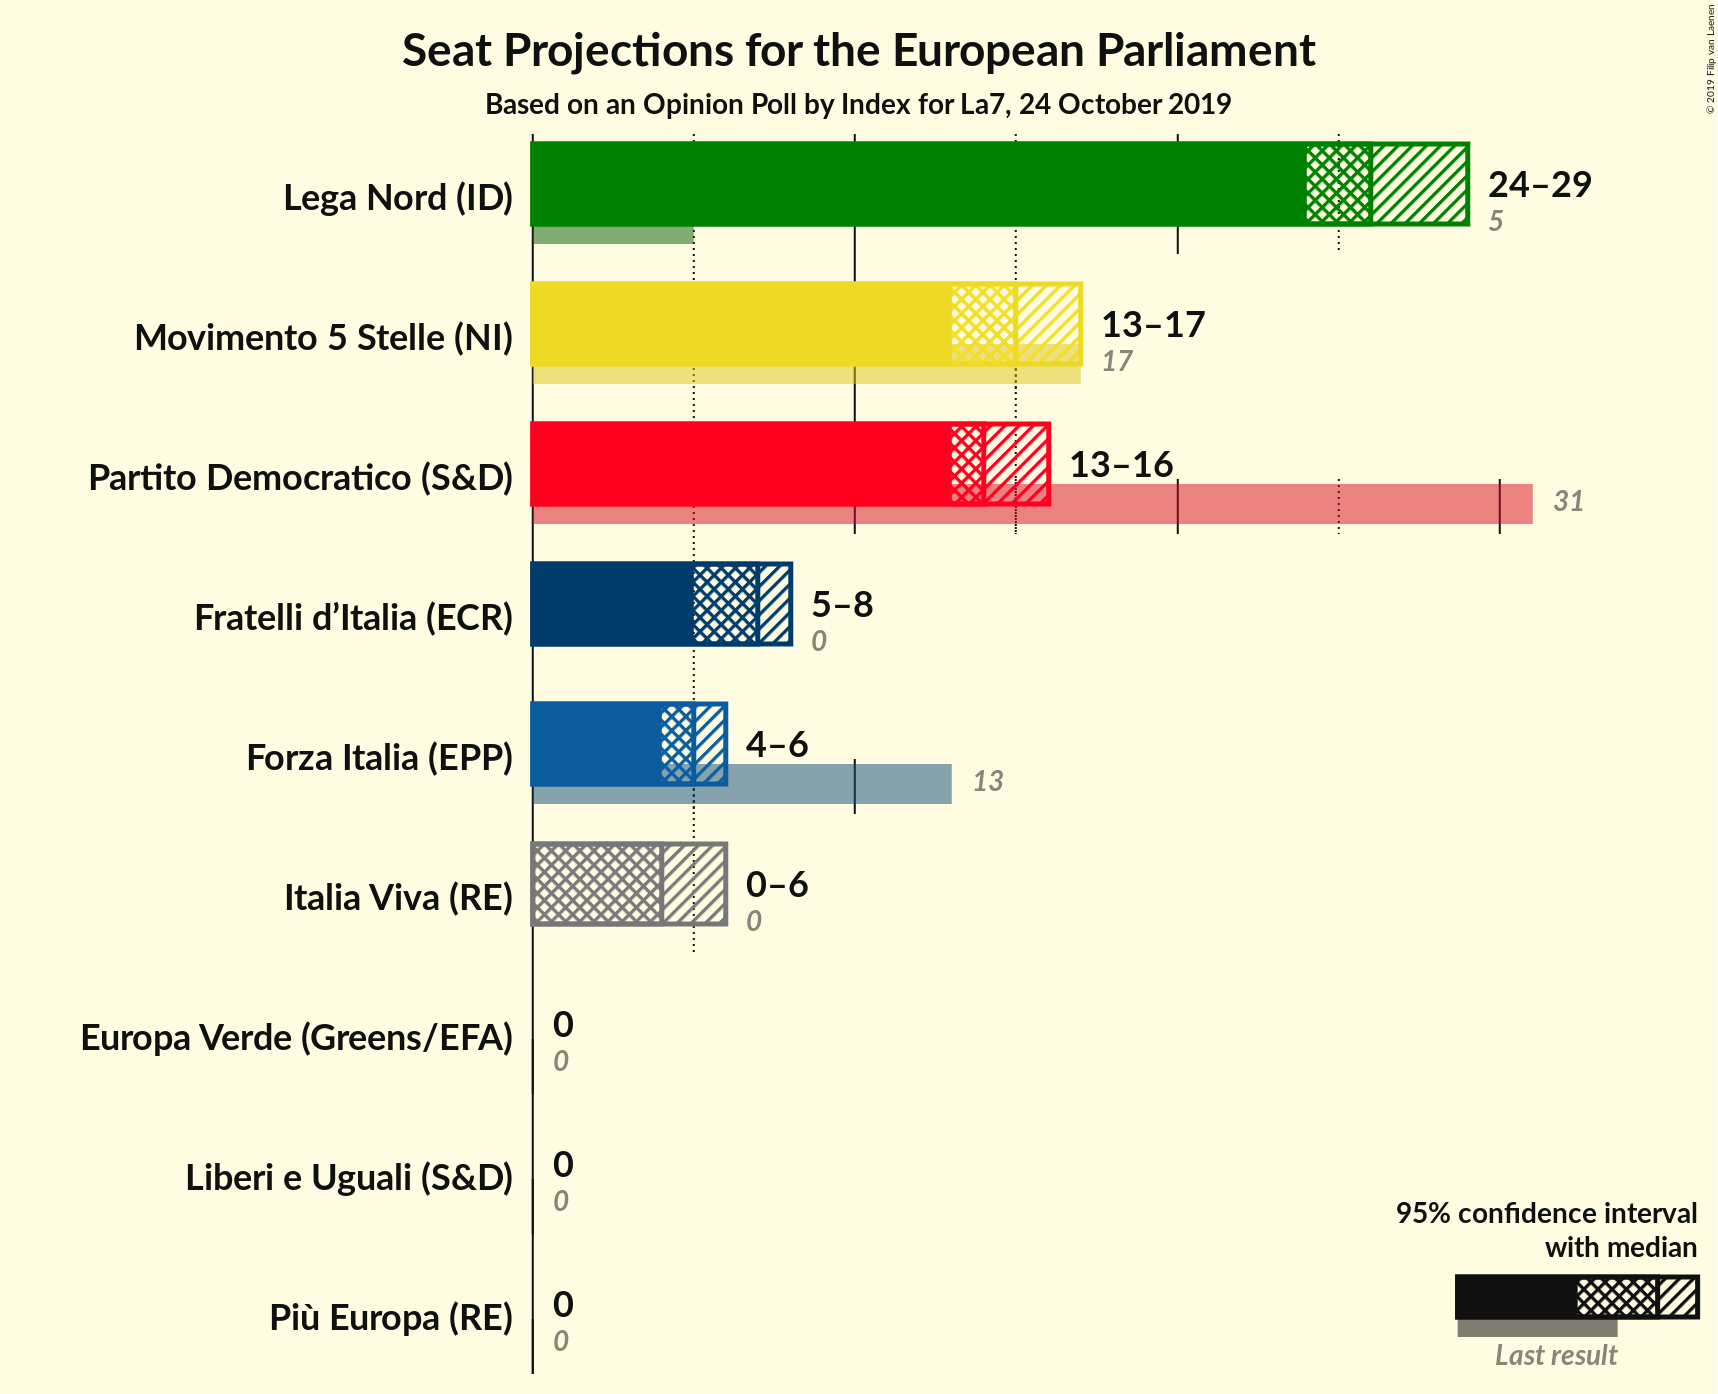 Seat Projections for the European Parliament
Based on an Opinion Poll by Index for La7, 24 October 2019
© 2019 Filip van Laenen
Lega Nord (ID)
24–29
5
Movimento 5 Stelle (NI)
13–17
17
Partito Democratico (S&D)
13–16
31
Fratelli d’Italia (ECR)
5–8
0
Forza Italia (EPP)
4–6
13
Italia Viva (RE)
0–6
0
Europa Verde (Greens/EFA)
0
0
Liberi e Uguali (S&D)
0
0
Più Europa (RE)
0
0
95% confidence interval
with median
Last result